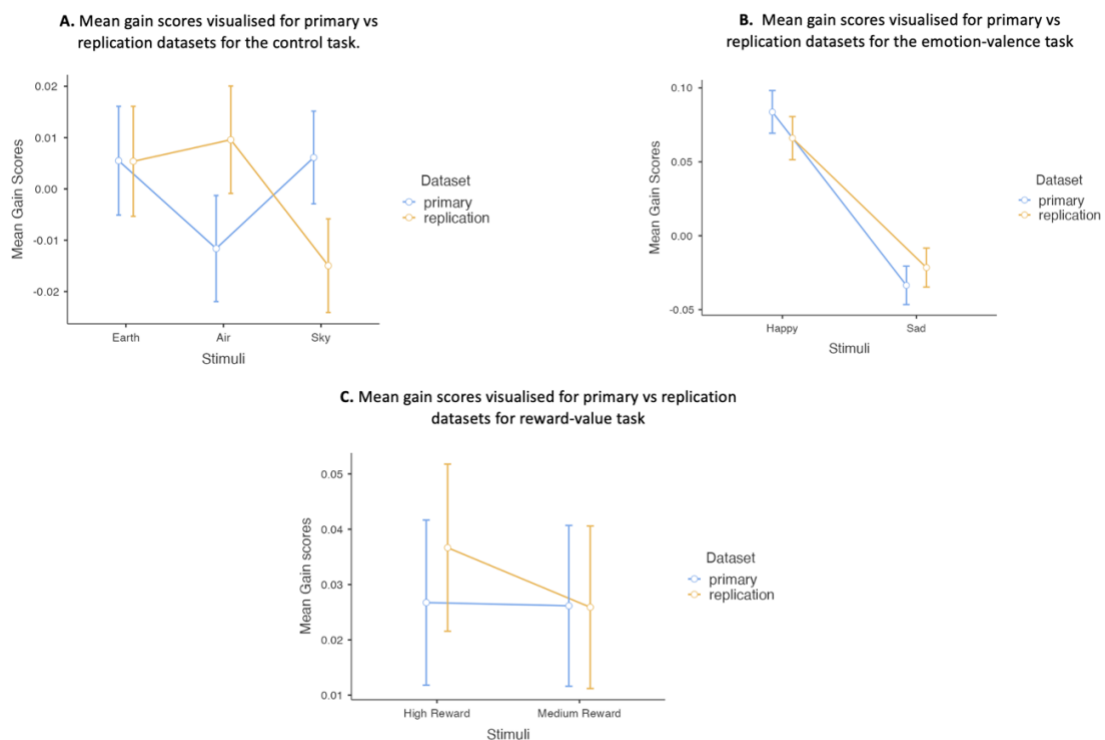 A. Mean gain scores visualised for primary vs
replication datasets for the control task.
0.02
0.01
0.00
-0.01
-0.02
Mean Gain Scores
Earth
Air
Sky
Stimuli
Dataset
primary
replication
B. Mean gain scores visualised for primary vs
replication datasets for the emotion-valence task
0.10
0.05
0.00
-0.05
Mean Gain Scores
Happy
Sad
Stimuli
Dataset
primary
replication
C. Mean gain scores visualised for primary vs replication
datasets for reward-value task
0.05
0.04
0.03
0.02
0.01
Mean Gain scores
High Reward
Medium Reward
Stimuli
Dataset
primary
replication